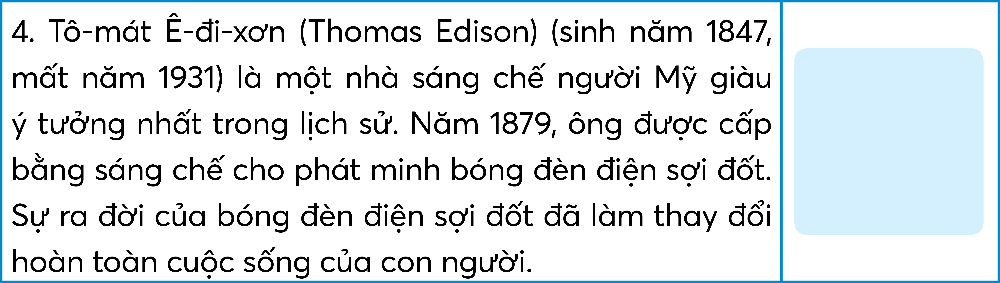 4. Tô-mát Ê-đi-xơn (Thomas Edison) (sinh năm 1847,
mất năm 1931) là một nhà sáng chế người Mỹ giàu
ý tưởng nhất trong lịch sử. Năm 1879, ông được cấp
bằng sáng chế cho phát minh bóng đèn điện sợi đốt.
Sự ra đời của bóng đèn điện sợi đốt đã làm thay đổi
hoàn toàn cuộc sống của con người.